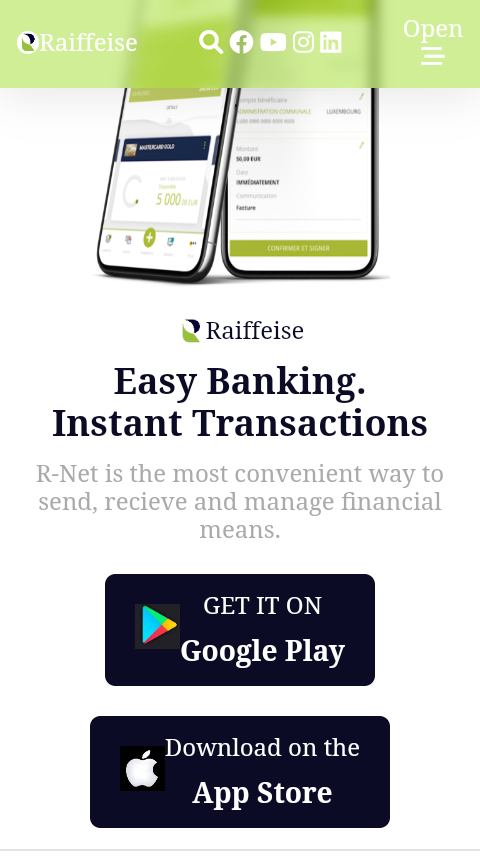 Raiffeise
Open
DÉTAILS
MASTERCARD GOLD
Disponible
5 000,00 EUR
Compte bénéficiaire
ADMINISTRATION COMMUNALE LUXEMBOURG
Montant
50,00 EUR
Date
IMMÉDIATEMENT
Communication
Facture
CONFIRMER ET SIGNER
Raiffeise
Easy Banking.
Instant Transactions
R-Net is the most convenient way to
send, recieve and manage financial
means.
GET IT ON
Google Play
Download on the
App Store